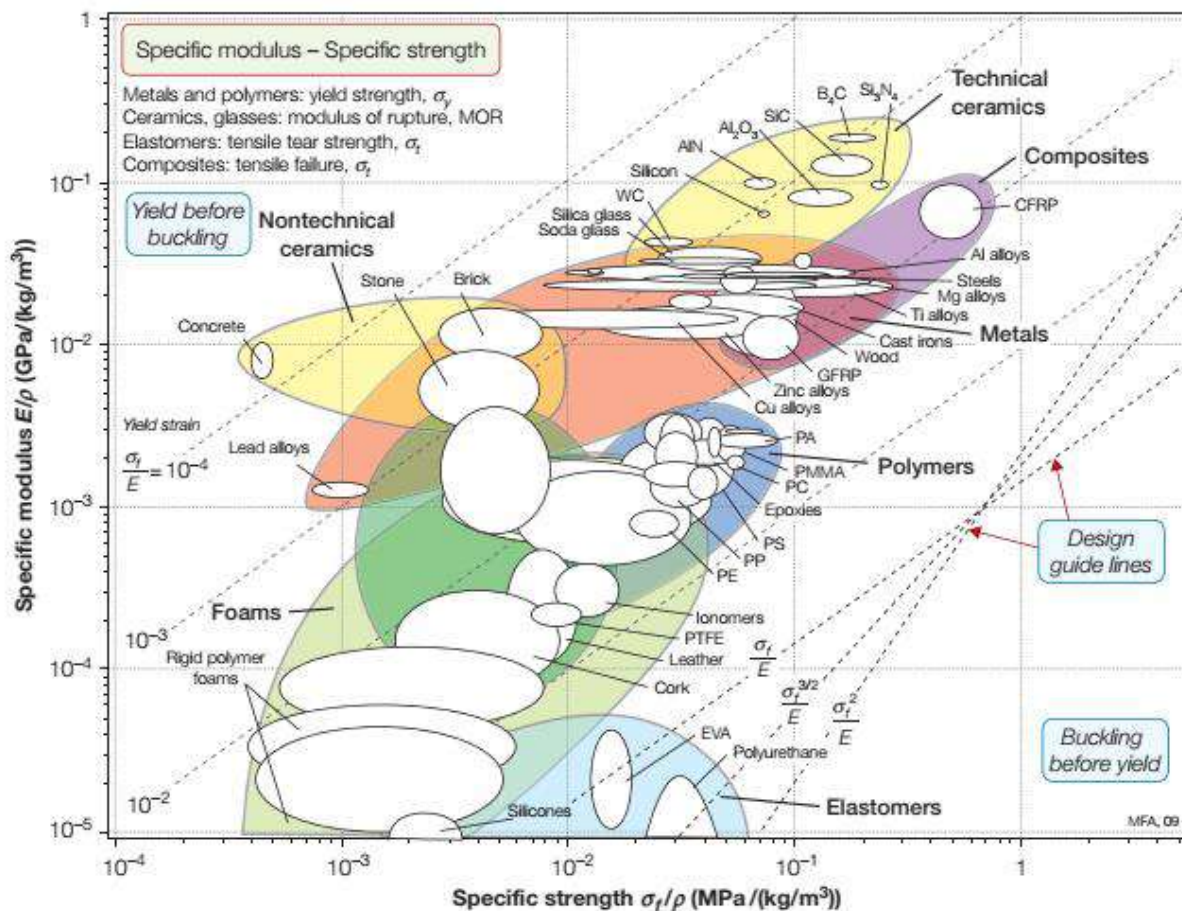 Specific modulus – Specific strength
Metals and polymers: yield strength, σy
Ceramics, glasses: modulus of rupture, MOR
Elastomers: tensile tear strength, σt
Composites: tensile failure, σt
Yield before
buckling
Nontechnical
ceramics
Technical
ceramics
Composites
B4C
Si3N4
SiC
Al2O3
AlN
Silicon
WC
Silica glass
Soda glass
CFRP
Stone
Brick
Concrete
Al alloys
Steels
Mg alloys
Ti alloys
Metals
Cast irons
Wood
GFRP
Zinc alloys
Cu alloys
Yield strain
σf/E = 10⁻⁴
Lead alloys
PA
Polymers
PMMA
PC
Epoxies
PS
PP
PE
Design
guide lines
Foams
Ionomers
PTFE
Leather
Cork
10⁻³
Rigid polymer
foams
σf/E
σf^3/2/E
σf^2/E
EVA
Polyurethane
Buckling
before yield
10⁻²
Silicones
Elastomers
MFA, 09
1
10⁻¹
10⁻²
10⁻³
10⁻⁴
10⁻⁵
Specific modulus E/ρ (GPa/(kg/m³))
10⁻⁴ 10⁻³ 10⁻² 10⁻¹ 1
Specific strength σf/ρ (MPa/(kg/m³))